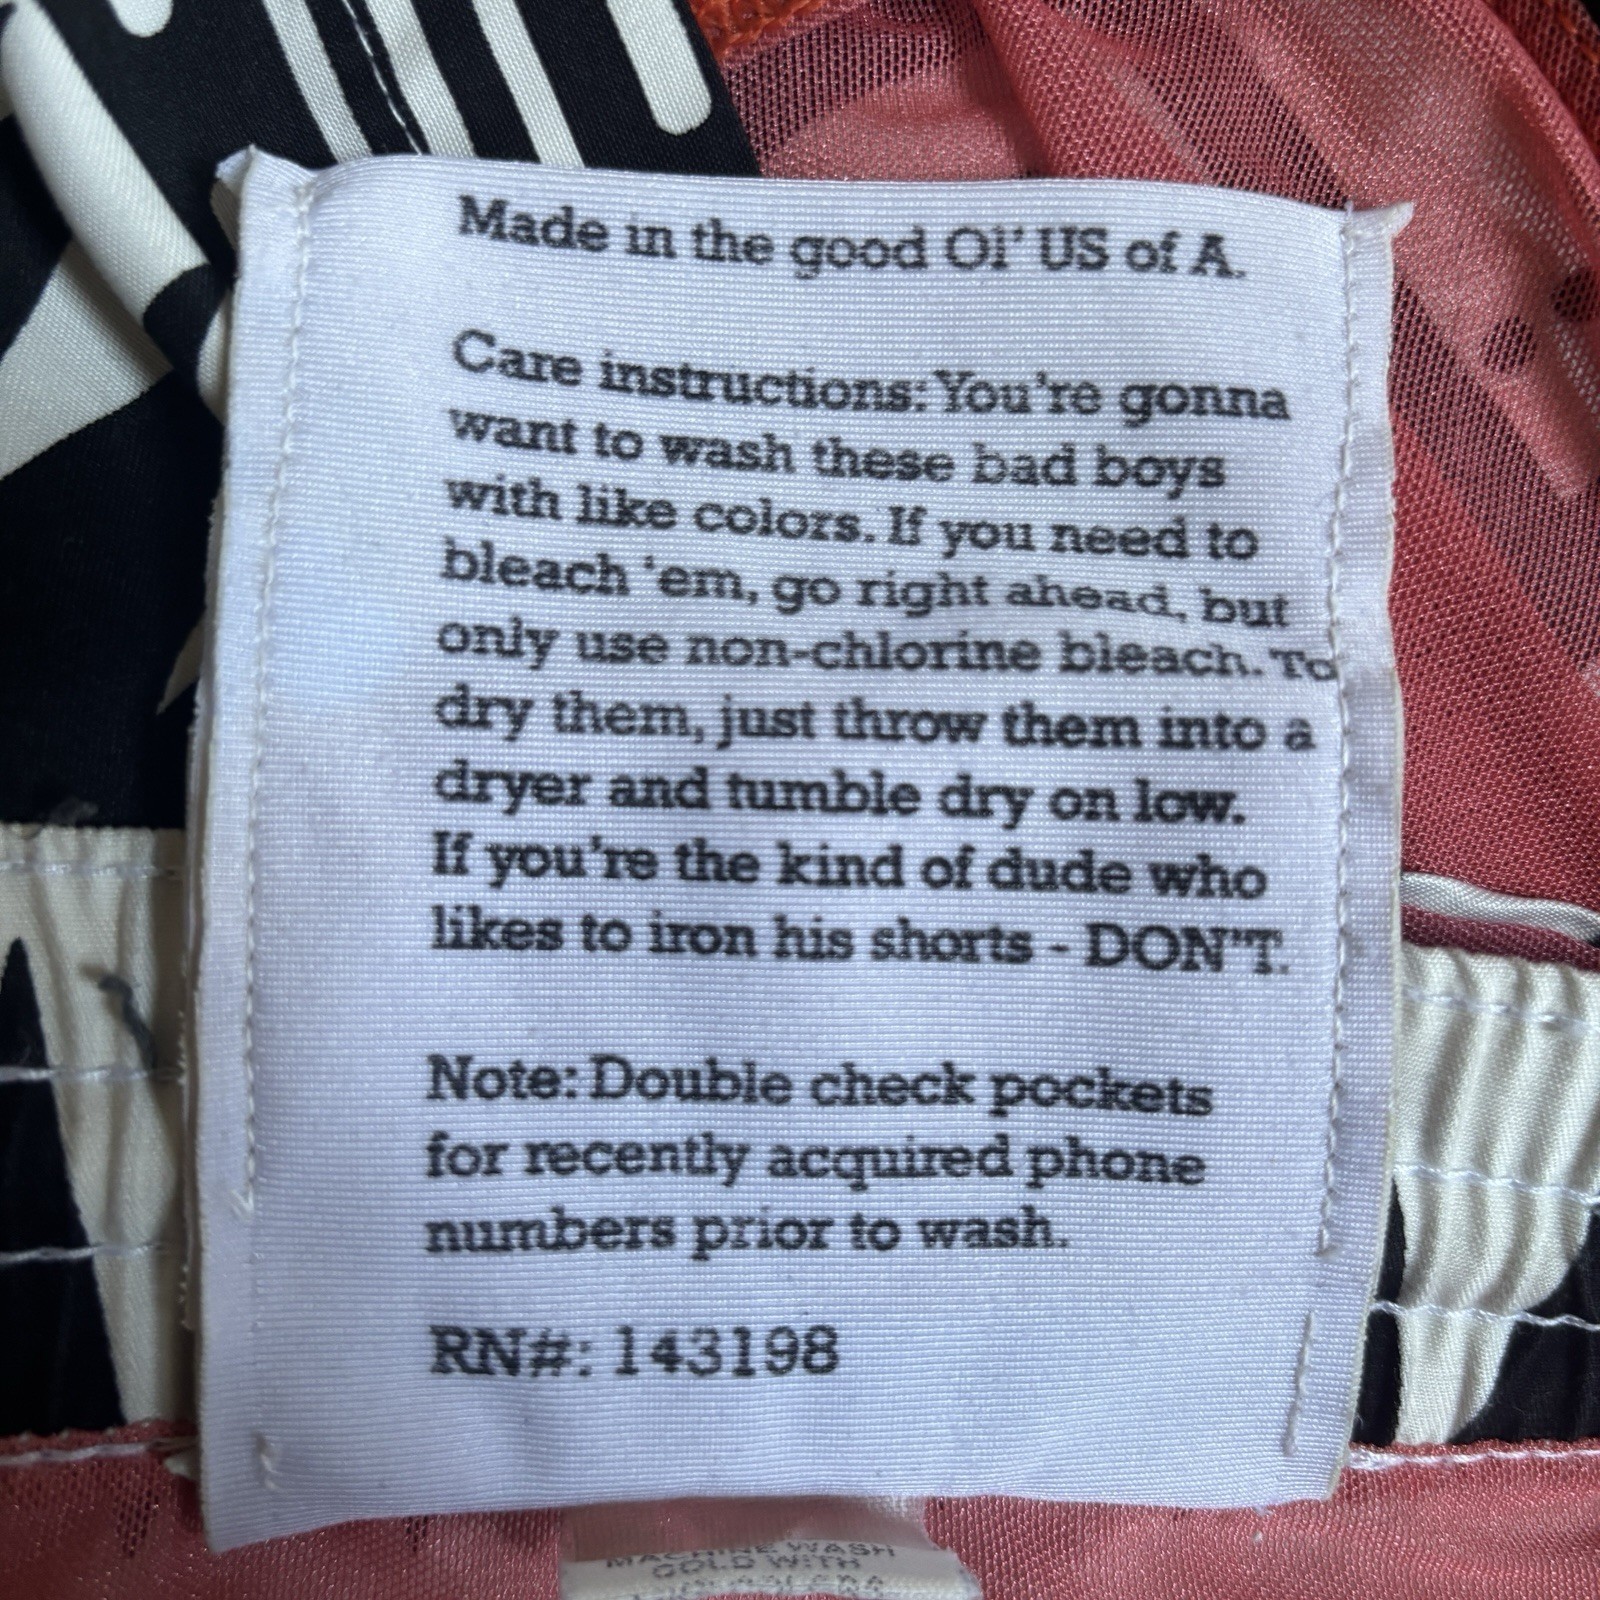 Made in the good Ol' US of A.
Care instructions: You're gonna
want to wash these bad boys
with like colors. If you need to
bleach 'em, go right ahead, but
only use non-chlorine bleach. To
dry them, just throw them into a
dryer and tumble dry on low.
If you're the kind of dude who
likes to iron his shorts - DON'T.
Note: Double check pockets
for recently acquired phone
numbers prior to wash.
RN#: 143198
MACHINE WASH
COLD WITH